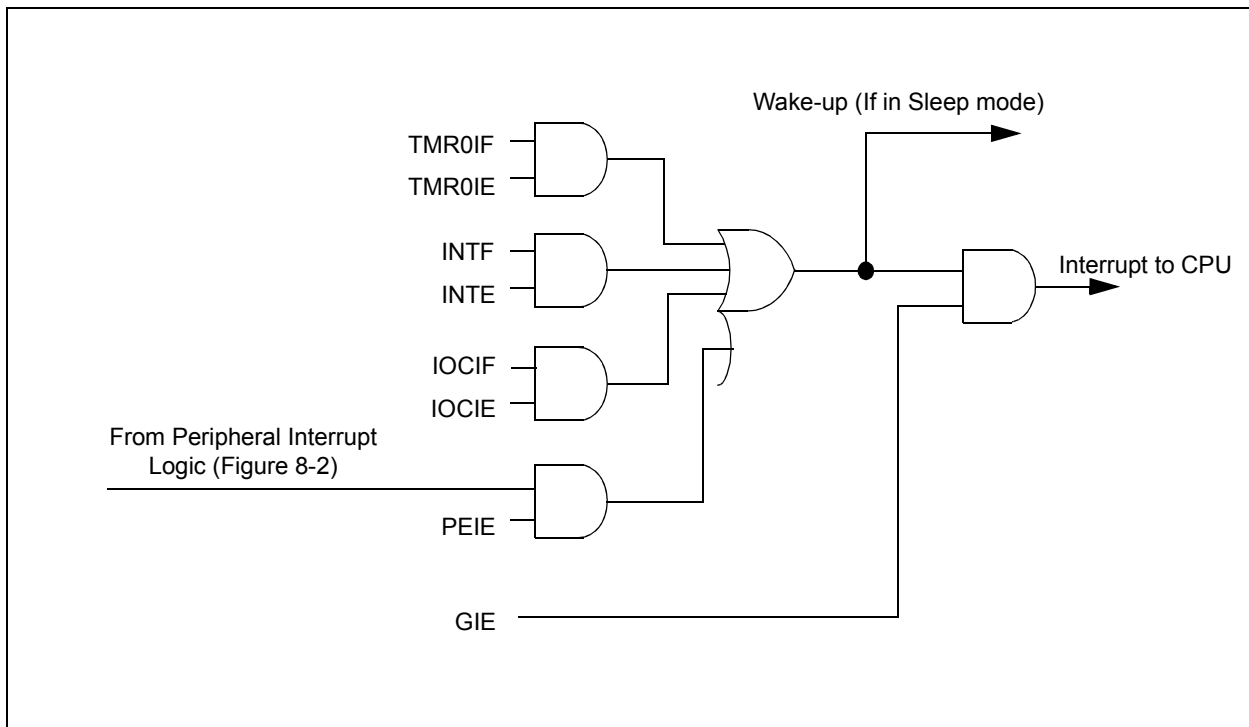 Wake-up (If in Sleep mode)
TMR0IF
TMR0IE
INTF
INTE
Interrupt to CPU
IOCIF
IOCIE
From Peripheral Interrupt
Logic (Figure 8-2)
PEIE
GIE